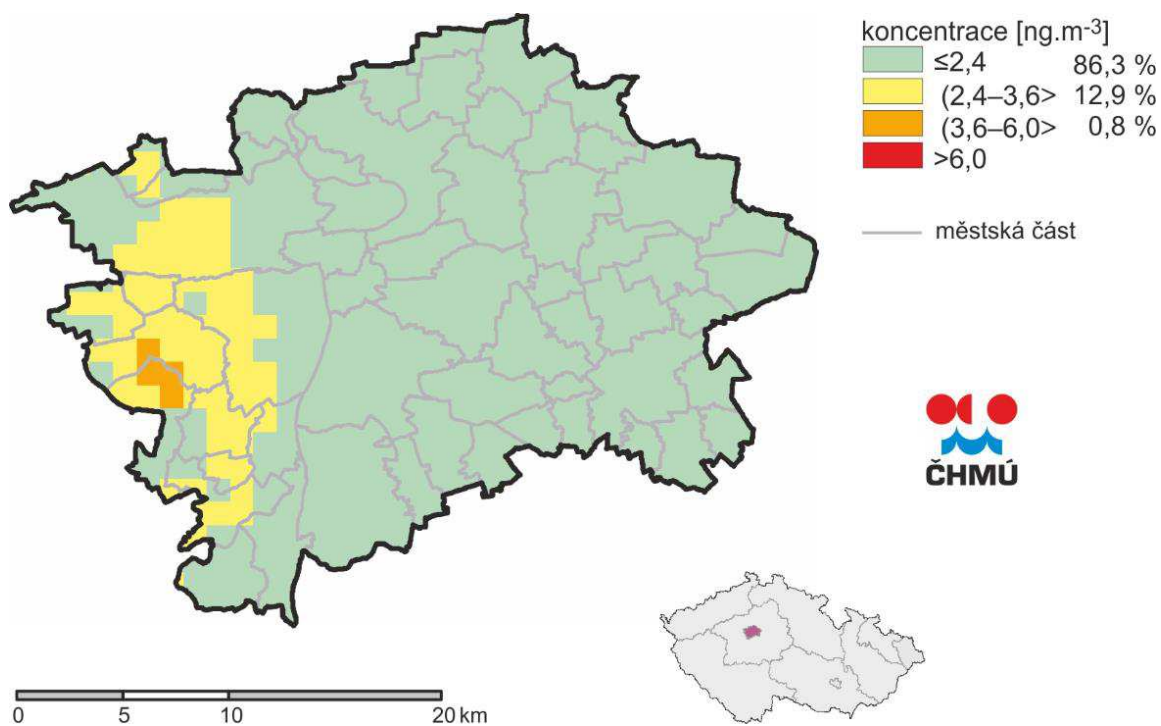 koncentrace [ng.m-3]
≤2,4 86,3 %
(2,4–3,6> 12,9 %
(3,6–6,0> 0,8 %
>6,0
městská část
ČHMÚ
0 5 10 20 km